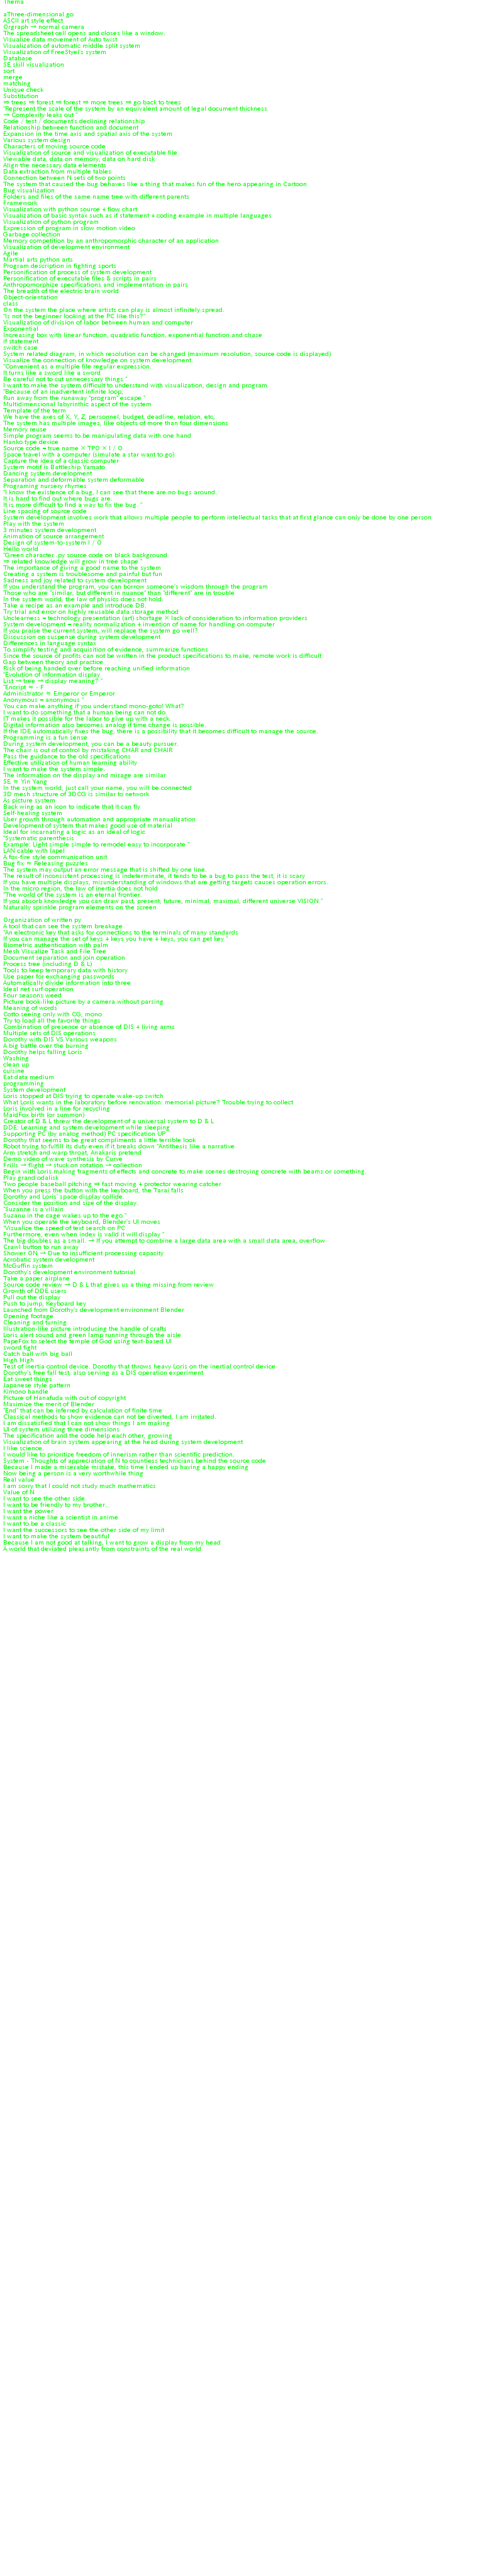 Thema

aThree-dimensional go
ASCII art style effect
Orgraph → normal camera
The spreadsheet cell opens and closes like a window.
Visualize data movement of Auto twist
Visualization of automatic middle split system
Visualization of FreeStyel's system
Database
SE skill visualization
sort
merge
matching
Unique check
Substitution
⇒ trees ⇒ forest ⇒ forest ⇒ more trees ⇒ go back to trees
"Represent the scale of the system by an equivalent amount of legal document thickness
⇒ Complexity leaks out "
Code / test / document's declining relationship
Relationship between function and document
Expansion in the time axis and spatial axis of the system
Various system design
Characters of moving source code
Visualization of source and visualization of executable file
Viewable data, data on memory, data on hard disk
Align the necessary data elements
Data extraction from multiple tables
Connection between N sets of two points
The system that caused the bug behaves like a thing that makes fun of the hero appearing in Cartoon
Bug visualization
Folders and files of the same name tree with different parents
Framework
Visualization with python source + flow chart
Visualization of basic syntax such as if statement + coding example in multiple languages
Visualization of python program
Expression of program in slow motion video
Garbage collection
Memory competition by an anthropomorphic character of an application
Visualization of development environment
Agile
Martial arts python arts
Program description in fighting sports
Personification of process of system development
Personification of executable files & scripts in pairs
Anthropomorphize specifications and implementation in pairs
The breadth of the electric brain world
Object-orientation
class
On the system the place where artists can play is almost infinitely spread.
"Is not the beginner looking at the PC like this?"
Visualization of division of labor between human and computer
Exponential
Increasing box with linear function, quadratic function, exponential function and chase
if statement
switch case
System related diagram, in which resolution can be changed (maximum resolution, source code is displayed)
Visualize the connection of knowledge on system development
"Convenient as a multiple file regular expression.
It turns like a sword like a sword.
Be careful not to cut unnecessary things "
I want to make the system difficult to understand with visualization, design and program.
"Because of an inadvertent infinite loop,
Run away from the runaway "program" escape "
Multidimensional labyrinthic aspect of the system
Template of the term
We have the axes of X, Y, Z, personnel, budget, deadline, relation, etc.
The system has multiple images, like objects of more than four dimensions
Memory reuse
Simple program seems to be manipulating data with one hand
Hanko type device
Source code = true name × TPO × I / O
Space travel with a computer (simulate a star want to go)
Capture the idea of a classic computer
System motif is Battleship Yamato
Dancing system development
Separation and deformable system deformable
Programing nursery rhymes
"I know the existence of a bug, I can see that there are no bugs around.
It is hard to find out where bugs are.
It is more difficult to find a way to fix the bug. "
Line spacing of source code
System development involves work that allows multiple people to perform intellectual tasks that at first glance can only be done by one person
Play with the system
3 minutes system development
Animation of source arrangement
Design of system-to-system I / O
Hello world
"Green character .py source code on black background
⇒ related knowledge will grow in tree shape "
The importance of giving a good name to the system
Creating a system is troublesome and painful but fun
Sadness and joy related to system development
If you understand the program, you can borrow someone's wisdom through the program
Those who are "similar, but different in nuance" than "different" are in trouble
In the system world, the law of physics does not hold.
Take a recipe as an example and introduce DB.
Try trial and error on highly reusable data storage method
Unclearness = technology presentation (art) shortage × lack of consideration to information providers
System development = reality normalization + invention of name for handling on computer
If you praise the current system, will replace the system go well?
Discussion on suspense during system development
Differences in language syntax
To simplify testing and acquisition of evidence, summarize functions
Since the source of profits can not be written in the product specifications to make, remote work is difficult
Gap between theory and practice
Risk of being handed over before reaching unified information
"Evolution of information display
List → tree → display meaning? "
"Encript = - F
Administrator ≒ Emperor or Emperor
Anonymous = anonymous "
You can make anything if you understand mono-goto! What?
I want to do something that a human being can not do.
IT makes it possible for the labor to give up with a neck.
Digital information also becomes analog if time change is possible
If the IDE automatically fixes the bug, there is a possibility that it becomes difficult to manage the source.
Programming is a fun sense
During system development, you can be a beauty pursuer.
The chair is out of control by mistaking CHAR and CHAIR
Pass the guidance to the old specifications
Effective utilization of human learning ability
I want to make the system simple.
The information on the display and mirage are similar
SE ≒ Yin Yang
In the system world, just call your name, you will be connected
3D mesh structure of 3DCG is similar to network
As picture system
Back wing as an icon to indicate that it can fly
Self-healing system
Uber growth through automation and appropriate manualization
Development of system that makes good use of material
Ideal for incarnating a logic as an ideal of logic
"Systematic parenthesis
Example: Light simple simple to remodel easy to incorporate "
LAN cable with lapel
A fox-fire style communication unit.
Bug fix = Releasing puzzles
The system may output an error message that is shifted by one line.
The result of inconsistent processing is indeterminate, it tends to be a bug to pass the test, it is scary
If you have multiple displays, misunderstanding of windows that are getting targets causes operation errors.
In the micro region, the law of inertia does not hold
"The world of the system is an eternal frontier.
If you absorb knowledge you can draw past, present, future, minimal, maximal, different universe VISION "
Naturally sprinkle program elements on the screen

Organization of written py
A tool that can see the system breakage
"An electronic key that asks for connections to the terminals of many standards
If you can manage the set of keys + keys you have + keys, you can get key "
Biometric authentication with palm
Mesh Visualize Task and File Tree
Document separation and join operation
Process tree (including D & L)
Tools to keep temporary data with history
Use paper for exchanging passwords.
Automatically divide information into three
Ideal net surf operation
Four seasons weed
Picture book-like picture by a camera without parsing
Meaning of words
Goto seeing only with CG, mono
Try to load all the favorite things
Combination of presence or absence of DIS + living arms
Multiple sets of DIS operations
Dorothy with DIS VS Various weapons
A big battle over the burning
Dorothy helps falling Loris
Washing
clean up
cuisine
Eat data medium
programming
System development
Loris stopped at DIS trying to operate wake-up switch
What Loris wants in the laboratory before renovation: memorial picture? Trouble trying to collect
Loris involved in a line for recycling
MaidFox birth (or summon)
Creator of D & L threw the development of a universal system to D & L
DDE: Learning and system development while sleeping
Supporting PC (by analog method) PC specification UP
Dorothy that seems to be great compliments a little terrible look
Robot trying to fulfill its duty even if it breaks down "Antithesis like a narrative
Arm stretch and warp throat, Anakaris pretend
Demo video of wave synthesis by Curve
Frills → flight → stuck on rotation → collection
Begin with Loris making fragments of effects and concrete to make scenes destroying concrete with beams or something
Play grand odalisk
Two people baseball pitching ⇒ fast moving + protector wearing catcher
When you press the button with the keyboard, the Tarai falls
Dorothy and Loris' space display collide.
Consider the position and size of the display
"Suzanne is a villain
Suzanu in the cage wakes up to the ego "
When you operate the keyboard, Blender's UI moves
"Visualize the speed of text search on PC
Furthermore, even when index is valid it will display "
The big doubles as a small. → If you attempt to combine a large data area with a small data area, overflow
Crawl button to run away
Shower ON → Due to insufficient processing capacity
Acrobatic system development
McGuffin system
Dorothy's development environment tutorial
Take a paper airplane
Source code review → D & L that gives us a thing missing from review
Growth of DDE users
Pull out the display
Push to jump, Keyboard key
Launched from Dorothy's development environment Blender
Opening footage
Cleaning and turning
Illustration-like picture introducing the handle of crafts
Loris alert sound and green lamp running through the aisle
PapeFox to select the temple of God using text-based UI
sword fight
Catch ball with big ball
High High
Test of inertia control device. Dorothy that throws heavy Loris on the inertial control device
Dorothy's free fall test, also serving as a DIS operation experiment
Eat sweet things
Japanese style pattern
Kimono handle
Picture of Hanafuda with out of copyright
Maximize the merit of Blender
"End" that can be inferred by calculation of finite time
Classical methods to show evidence can not be diverted, I am irritated.
I am dissatisfied that I can not show things I am making
UI of system utilizing three dimensions
The specification and the code help each other, growing
Visualization of brain system appearing at the head during system development
I like science
I would like to prioritize freedom of innerism rather than scientific prediction.
System - Thoughts of appreciation of N to countless technicians behind the source code
Because I made a miserable mistake, this time I ended up having a happy ending
Now being a person is a very worthwhile thing
Real value
I am sorry that I could not study much mathematics
Value of N
I want to see the other side
I want to be friendly to my brother.
I want the power
I want a niche like a scientist in anime
I want to be a classic
I want the successors to see the other side of my limit
I want to make the system beautiful
Because I am not good at talking, I want to grow a display from my head
A world that deviated pleasantly from constraints of the real world